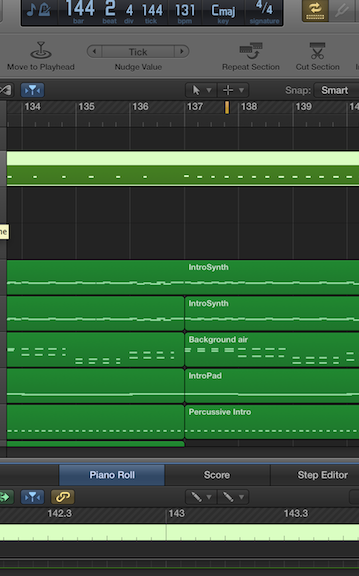 144 2 4 144 131 Cmaj 4/4
bar beat div tick bpm key signature
Tick
Move to Playhead Nudge Value Repeat Section Cut Section
Snap: Smart
134 135 136 137 138 139
IntroSynth
IntroSynth
Background air
IntroPad
Percussive Intro
Piano Roll Score Step Editor
142.3 143 143.3